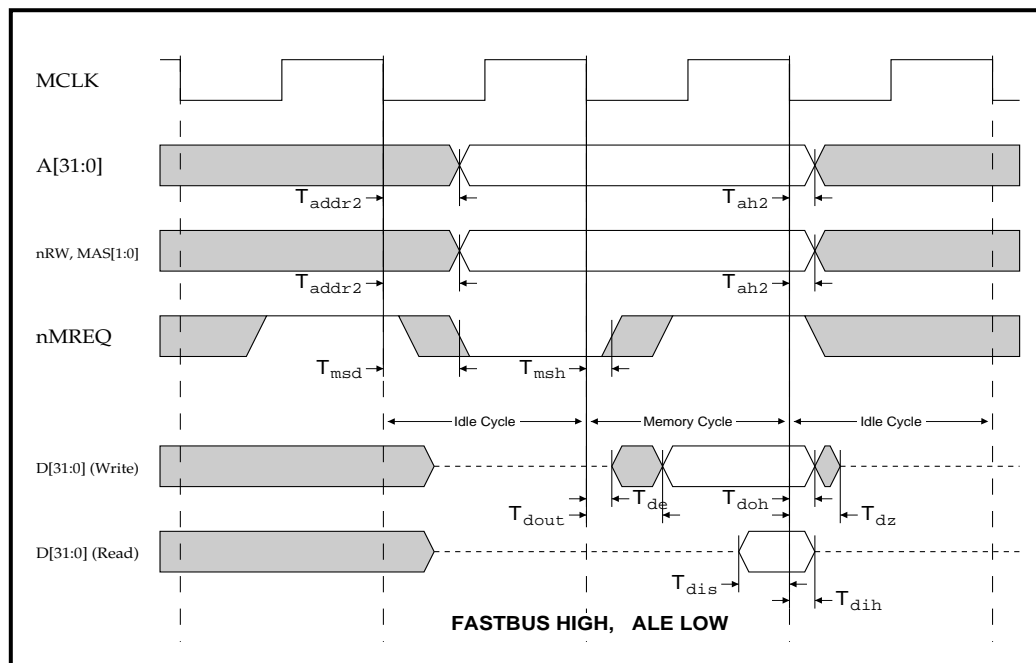 MCLK
A[31:0]
Taddr2 Tah2
nRW, MAS[1:0]
Taddr2 Tah2
nMREQ
Tmsd Tmsh
Idle Cycle Memory Cycle Idle Cycle
D[31:0] (Write)
Tde Tdoh
Tdout Tdz
D[31:0] (Read)
Tdis Tdih
FASTBUS HIGH, ALE LOW